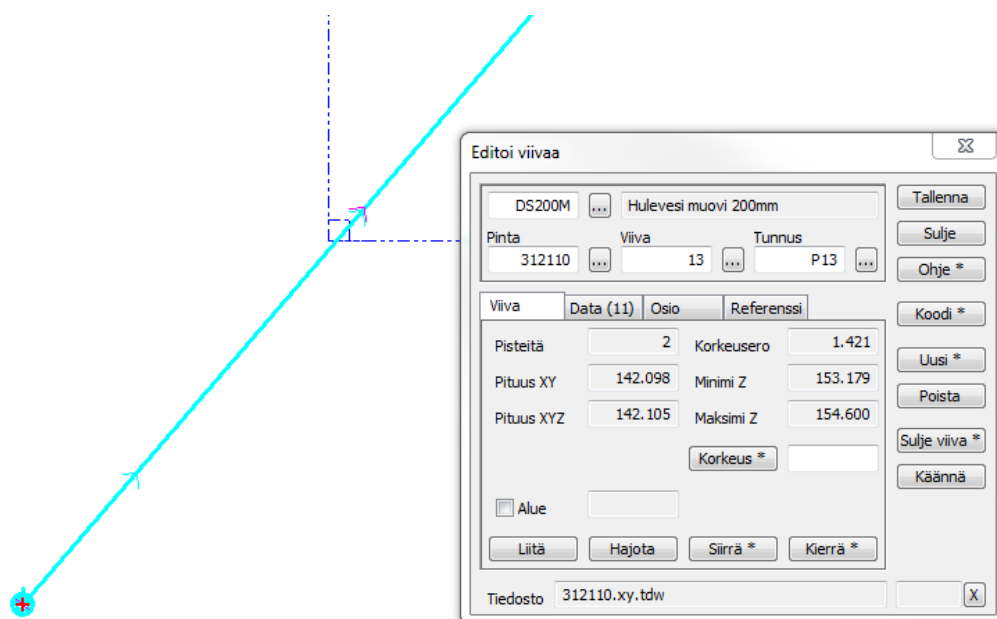 Editoi viivaa
DS200M ... Hulevesi muovi 200mm
Pinta Viiva Tunnus
312110 ... 13 ... P13 ...
Tallenna
Sulje
Ohje *
Viiva Data (11) Osio Referenssi
Pisteitä 2 Korkeusero 1.421
Pituus XY 142.098 Minimi Z 153.179
Pituus XYZ 142.105 Maksimi Z 154.600
Korkeus *
Alue
Liitä Hajota Siirrä * Kierrä *
Koodi *
Uusi *
Poista
Sulje viiva *
Käännä
Tiedosto 312110.xy.tdw X